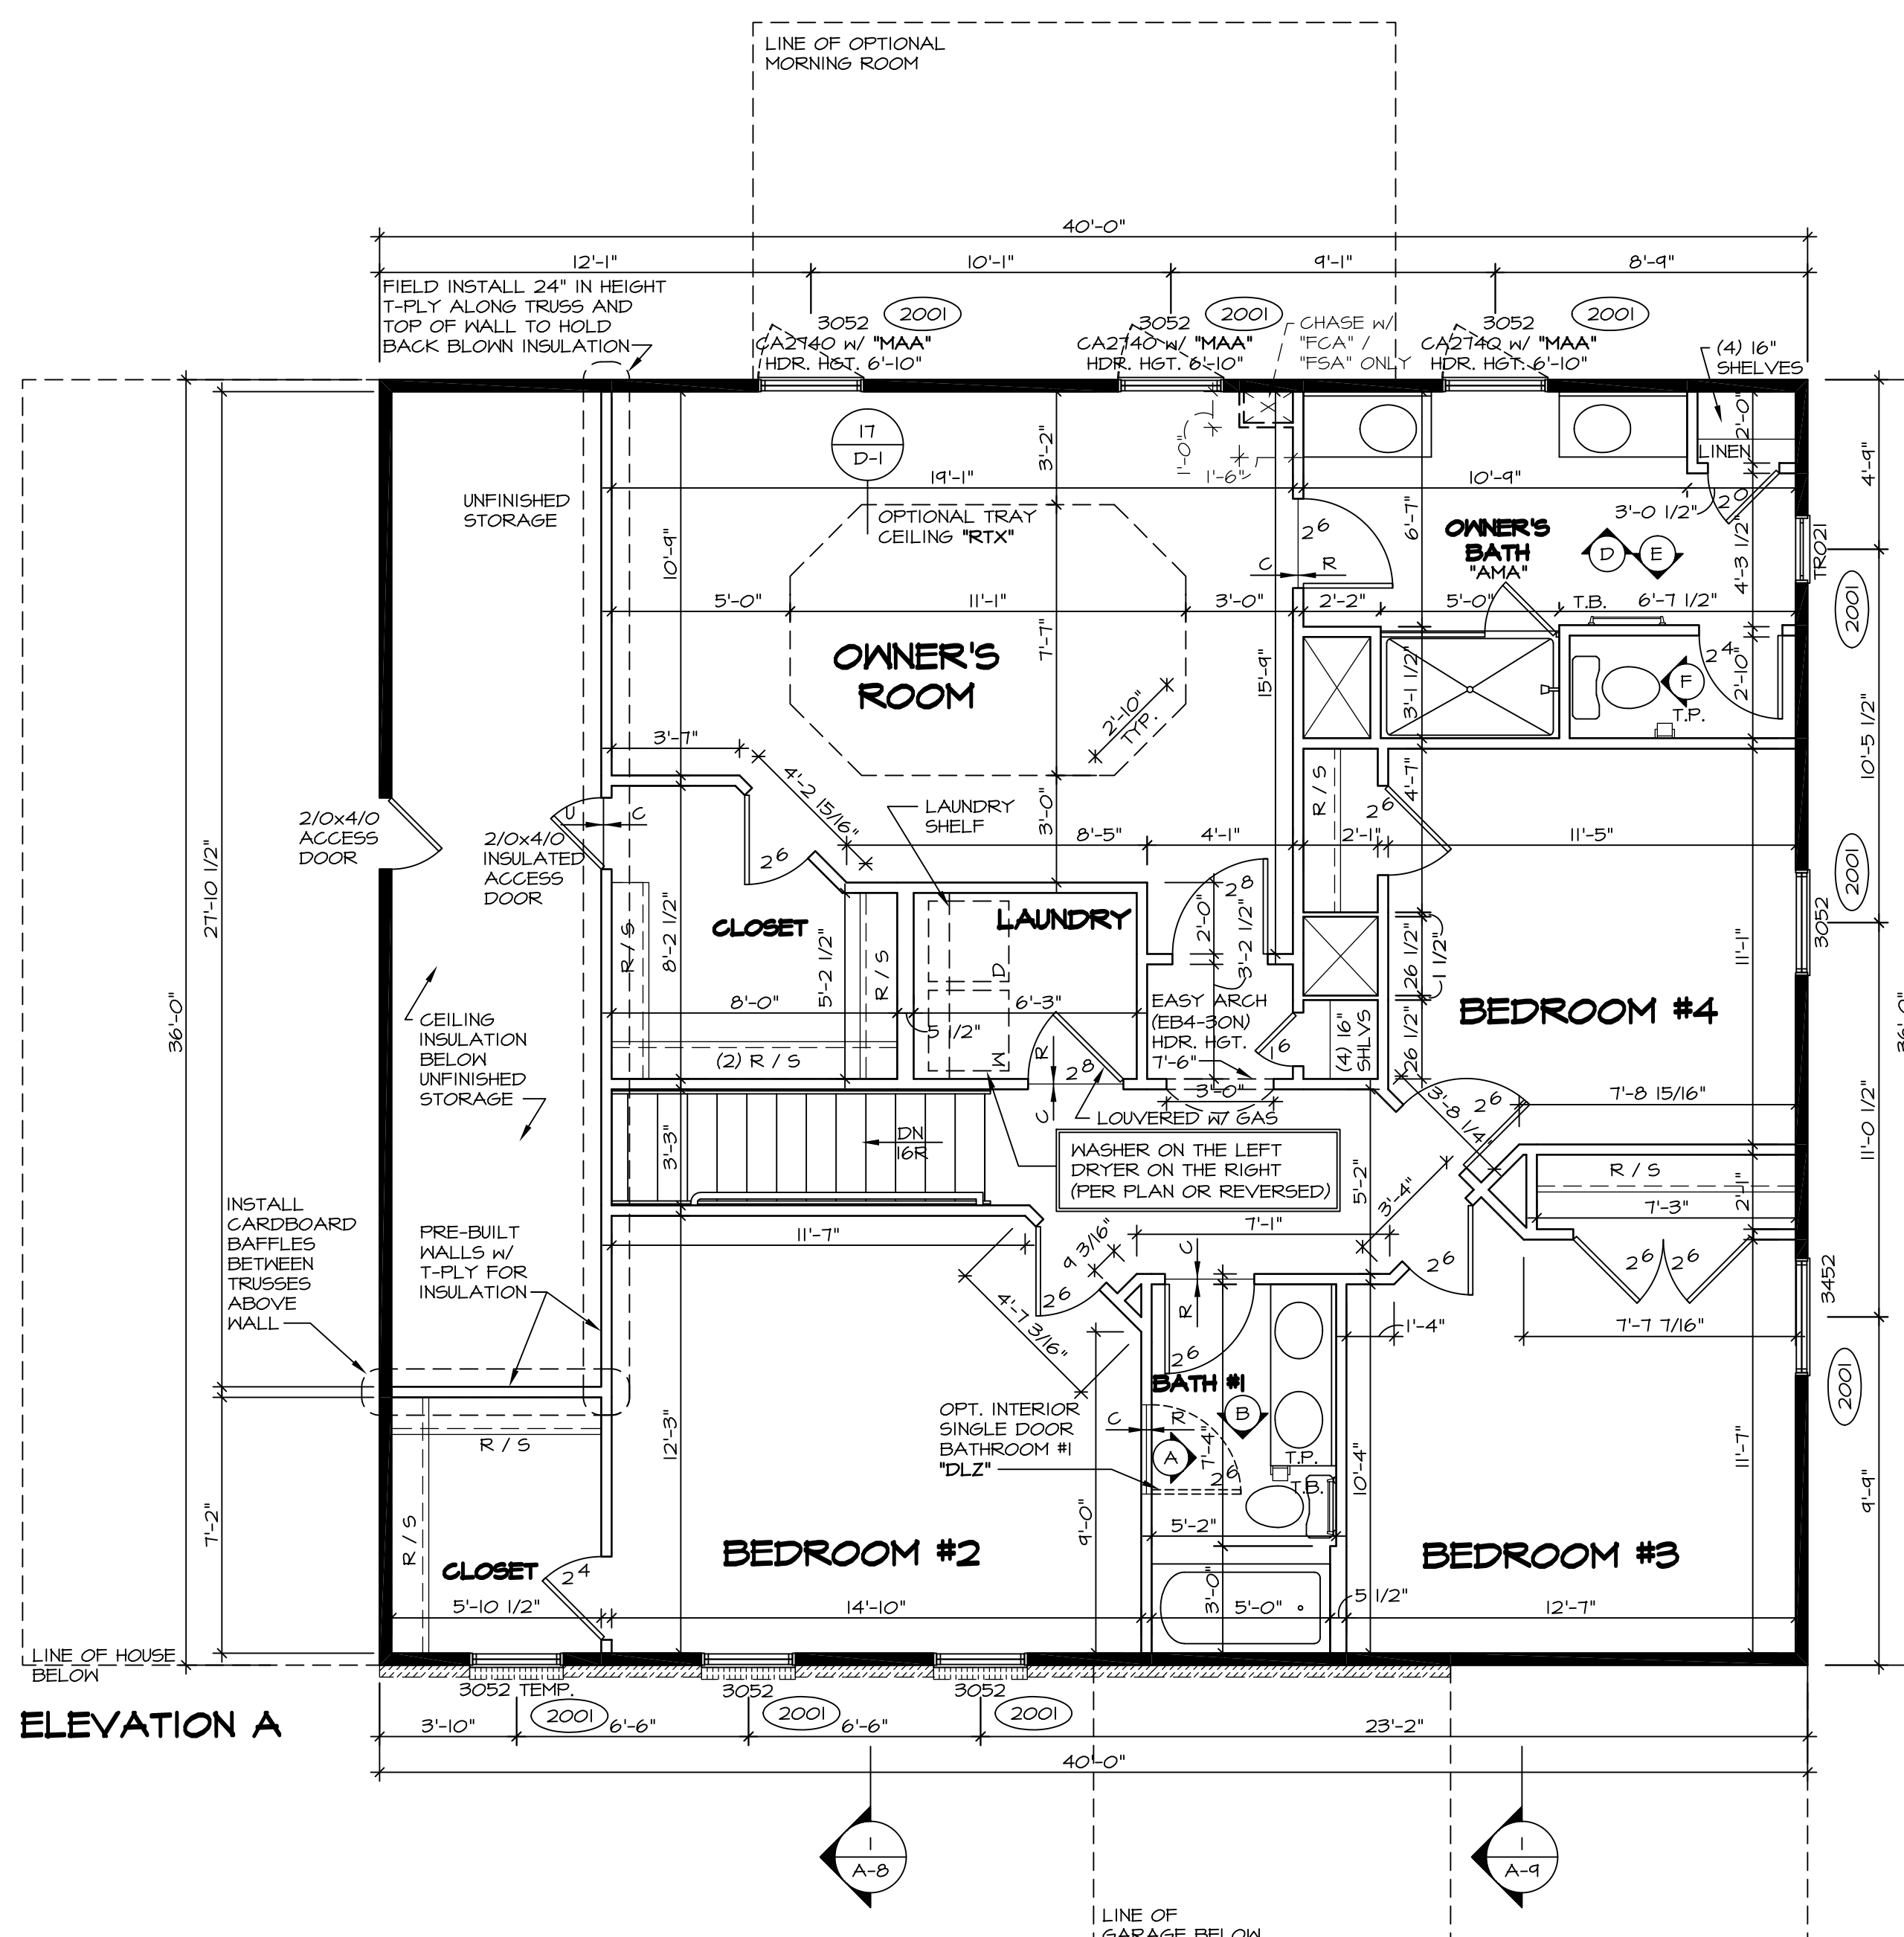 LINE OF OPTIONAL
MORNING ROOM
40'-0"
12'-1"
10'-1"
9'-1"
8'-9"
FIELD INSTALL 24" IN HEIGHT
T-PLY ALONG TRUSS AND
TOP OF WALL TO HOLD
BACK BLOWN INSULATION
3052
2001
CA2740 w/ "MAA"
HDR. HGT. 6'-10"
3052
2001
CA2740 w/ "MAA"
HDR. HGT. 6'-10"
CHASE w/
"FCA" /
"FSA" ONLY
3052
2001
CA2740 w/ "MAA"
HDR. HGT. 6'-10"
(4) 16"
SHELVES
17
D-1
3'-2"
1'-0"
1'-6"
2'-0"
LINEN
4'-9"
19'-1"
10'-9"
UNFINISHED
STORAGE
OPTIONAL TRAY
CEILING "RTX"
10'-9"
26
6'-7"
3'-0 1/2"
20
OWNER'S
BATH
"AMA"
D
E
4'-3 1/2"
TR021
C
R
5'-0"
11'-1"
3'-0"
2'-2"
5'-0"
T.B.
6'-7 1/2"
2001
OWNER'S
ROOM
7'-7"
15'-9"
3'-1 1/2"
24
F
2'-10"
T.P.
2'-10"
TYP.
3'-7"
4'-2 15/16"
10'-5 1/2"
R / S
4'-7"
2/0x4/0
ACCESS
DOOR
U
C
2/0x4/0
INSULATED
ACCESS
DOOR
LAUNDRY
SHELF
3'-0"
8'-5"
4'-1"
2'-1"
26
11'-5"
26
27'-10 1/2"
2001
3052
CLOSET
LAUNDRY
28
R / S
8'-2 1/2"
5'-2 1/2"
R / S
D
2'-0"
3'-2 1/2"
26 1/2"
1 1/2"
11'-1"
36'-0"
8'-0"
5 1/2"
6'-3"
EASY ARCH
(EB4-30N)
HDR. HGT.
7'-6"
BEDROOM #4
CEILING
INSULATION
BELOW
UNFINISHED
STORAGE
(2) R / S
W
R
28
C
16
(4) 16"
SHLVS
26 1/2"
36'-0"
3'-0"
LOUVERED w/ GAS
3'-8 1/4"
26
7'-8 15/16"
11'-0 1/2"
3'-3"
DN
16R
WASHER ON THE LEFT
DRYER ON THE RIGHT
(PER PLAN OR REVERSED)
5'-2"
3'-4"
R / S
2'-1"
7'-3"
INSTALL
CARDBOARD
BAFFLES
BETWEEN
TRUSSES
ABOVE
WALL
PRE-BUILT
WALLS w/
T-PLY FOR
INSULATION
11'-7"
9 3/16"
7'-1"
C
R
26
26
26
3452
26
4'-7 3/16"
1'-4"
7'-7 7/16"
26
BATH #1
2001
OPT. INTERIOR
SINGLE DOOR
BATHROOM #1
"DLZ"
C
R
B
A
7'-4"
26
T.P.
T.B.
12'-3"
10'-4"
11'-7"
R / S
R / S
7'-2"
9'-0"
5'-2"
9'-9"
BEDROOM #2
BEDROOM #3
CLOSET
24
5'-10 1/2"
14'-10"
3'-0"
5'-0"
5 1/2"
12'-7"
LINE OF HOUSE
BELOW
3052 TEMP.
3052
3052
ELEVATION A
2001
2001
2001
3'-10"
6'-6"
6'-6"
23'-2"
40'-0"
1
A-8
1
A-9
LINE OF
GARAGE BELOW